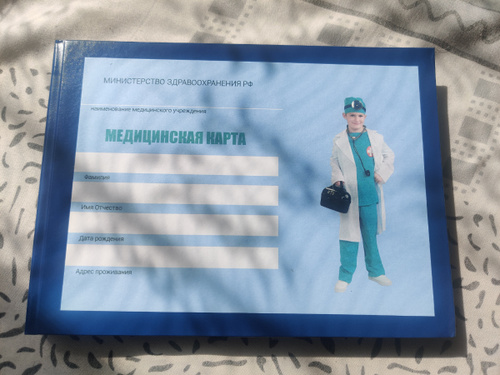 МИНИСТЕРСТВО ЗДРАВООХРАНЕНИЯ РФ
наименование медицинского учреждения
МЕДИЦИНСКАЯ КАРТА
Фамилия
Имя Отчество
Дата рождения
Адрес проживания